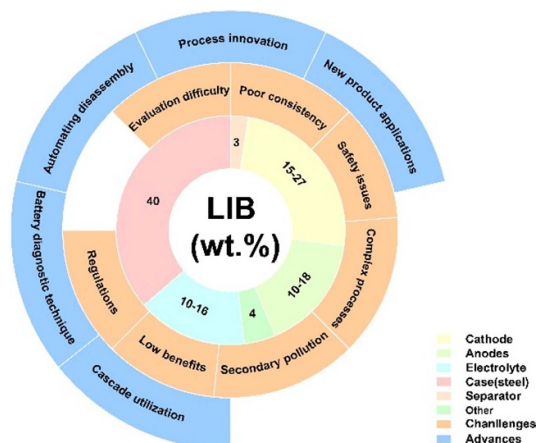 Process innovation
New product applications
Automating disassembly
Battery diagnostic technique
Cascade utilization
Evaluation difficulty
Poor consistency
Safety issues
Complex processes
Secondary pollution
Low benefits
Regulations
3
15-27
10-18
4
10-16
40
LIB
(wt.%)
Cathode
Anodes
Electrolyte
Case(steel)
Separator
Other
Chanllenges
Advances